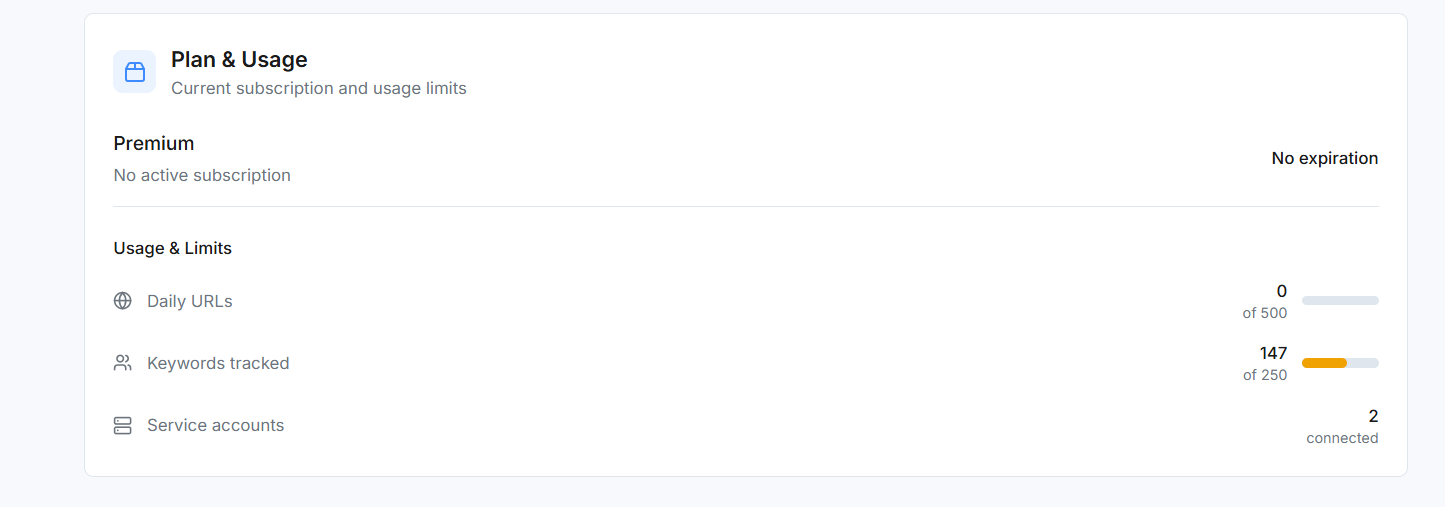 Plan & Usage
Current subscription and usage limits
Premium
No active subscription
No expiration
Usage & Limits
Daily URLs
0
of 500
Keywords tracked
147
of 250
Service accounts
2
connected